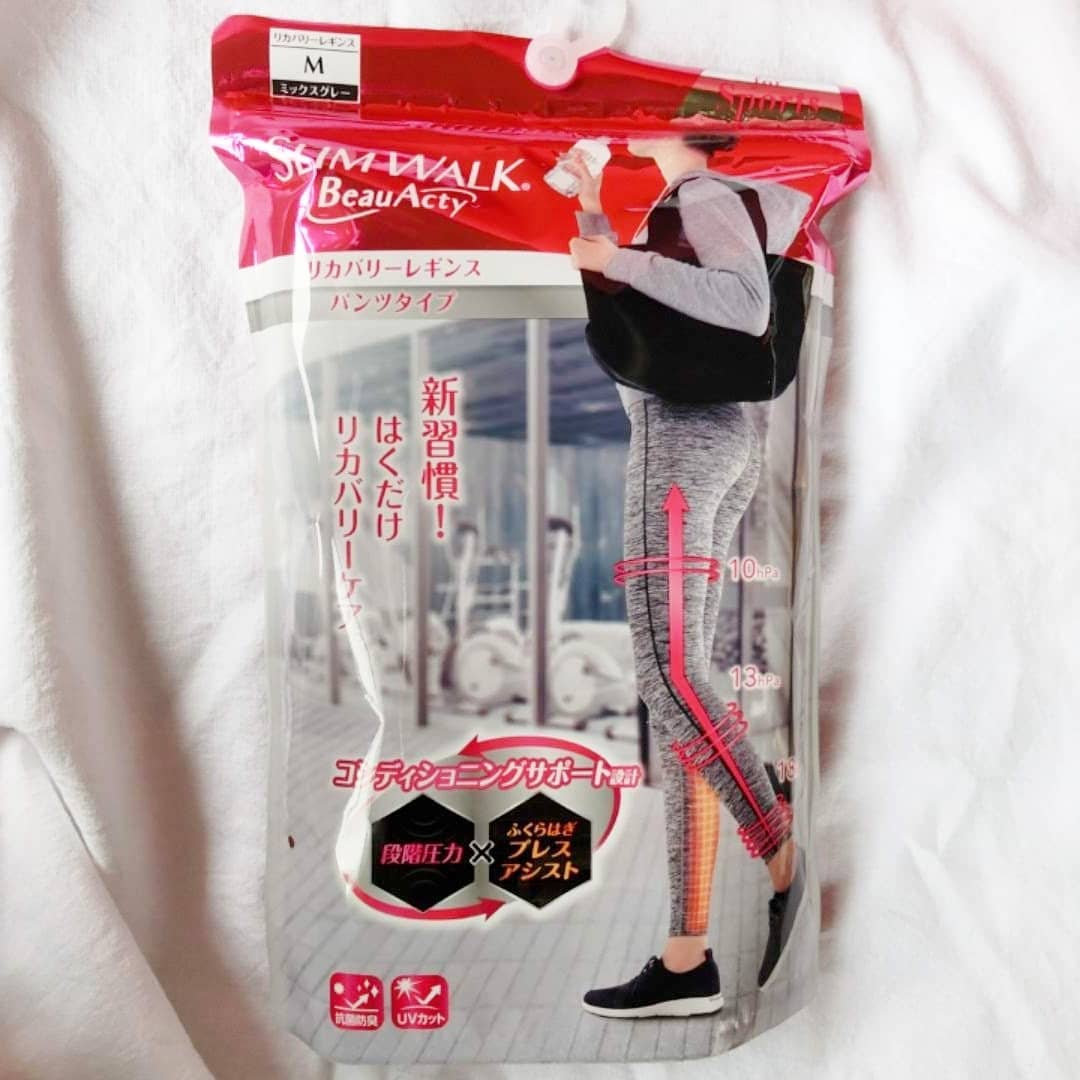 リカバリーレギンス
M
ミックスグレー
for
Sports
SLIMWALK®
BeauActy
リカバリーレギンス
パンツタイプ
新習慣!
はくだけ
リカバリーケア
10hPa
13hPa
18
コンディショニングサポート設計
段階圧力
×
ふくらはぎ
プレス
アシスト
抗菌防臭
UVカット